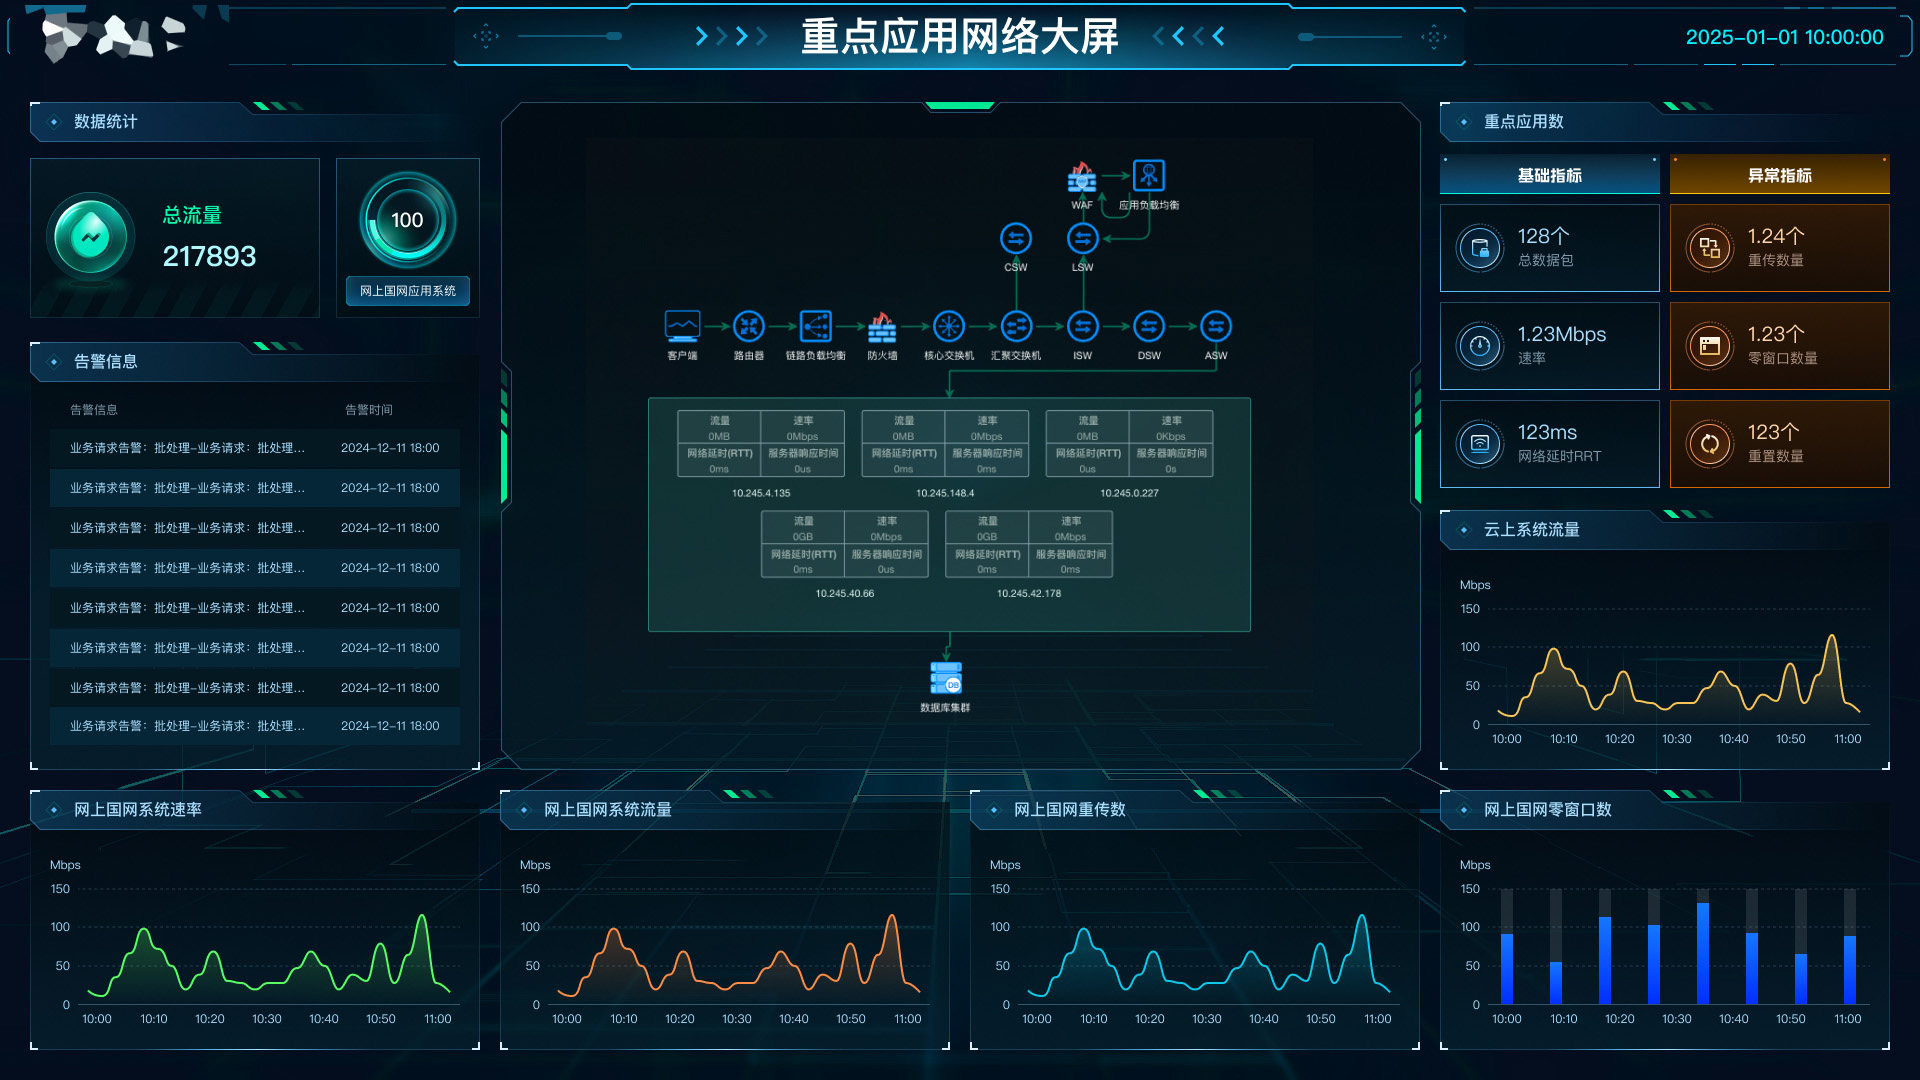 重点应用网络大屏
2025-01-01 10:00:00
数据统计
总流量
217893
100
网上国网应用系统
告警信息
告警信息 告警时间
业务请求告警：批处理-业务请求：批处理... 2024-12-11 18:00
业务请求告警：批处理-业务请求：批处理... 2024-12-11 18:00
业务请求告警：批处理-业务请求：批处理... 2024-12-11 18:00
业务请求告警：批处理-业务请求：批处理... 2024-12-11 18:00
业务请求告警：批处理-业务请求：批处理... 2024-12-11 18:00
业务请求告警：批处理-业务请求：批处理... 2024-12-11 18:00
业务请求告警：批处理-业务请求：批处理... 2024-12-11 18:00
业务请求告警：批处理-业务请求：批处理... 2024-12-11 18:00
WAF 应用负载均衡
CSW LSW
客户端 路由器 链路负载均衡 防火墙 核心交换机 汇聚交换机 ISW DSW ASW
流量 速率 流量 速率 流量 速率
0MB 0Mbps 0MB 0Mbps 0MB 0Kbps
网络延时(RTT) 服务器响应时间 网络延时(RTT) 服务器响应时间 网络延时(RTT) 服务器响应时间
0ms 0us 0ms 0ms 0us 0s
10.245.4.135 10.245.148.4 10.245.0.227
流量 速率 流量 速率
0GB 0Mbps 0GB 0Mbps
网络延时(RTT) 服务器响应时间 网络延时(RTT) 服务器响应时间
0ms 0us 0ms 0ms
10.245.40.66 10.245.42.178
DB
数据库集群
重点应用数
基础指标 异常指标
128个 1.24个
总数据包 重传数量
1.23Mbps 1.23个
速率 零窗口数量
123ms 123个
网络延时RRT 重置数量
云上系统流量
Mbps
150
100
50
0
10:00 10:10 10:20 10:30 10:40 10:50 11:00
网上国网系统速率
Mbps
150
100
50
0
10:00 10:10 10:20 10:30 10:40 10:50 11:00
网上国网系统流量
Mbps
150
100
50
0
10:00 10:10 10:20 10:30 10:40 10:50 11:00
网上国网重传数
Mbps
150
100
50
0
10:00 10:10 10:20 10:30 10:40 10:50 11:00
网上国网零窗口数
Mbps
150
100
50
0
10:00 10:10 10:20 10:30 10:40 10:50 11:00